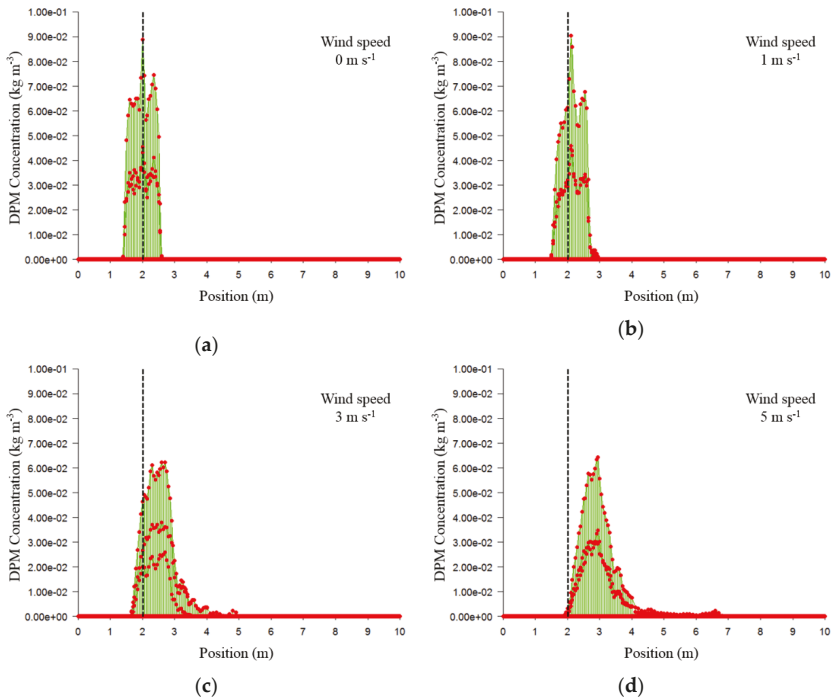 1.00e-01
9.00e-02
8.00e-02
7.00e-02
6.00e-02
5.00e-02
4.00e-02
3.00e-02
2.00e-02
1.00e-02
0.00e+00
DPM Concentration (kg m⁻³)
Wind speed
0 m s⁻¹
0 1 2 3 4 5 6 7 8 9 10
Position (m)
(a)
1.00e-01
9.00e-02
8.00e-02
7.00e-02
6.00e-02
5.00e-02
4.00e-02
3.00e-02
2.00e-02
1.00e-02
0.00e+00
DPM Concentration (kg m⁻³)
Wind speed
1 m s⁻¹
0 1 2 3 4 5 6 7 8 9 10
Position (m)
(b)
1.00e-01
9.00e-02
8.00e-02
7.00e-02
6.00e-02
5.00e-02
4.00e-02
3.00e-02
2.00e-02
1.00e-02
0.00e+00
DPM Concentration (kg m⁻³)
Wind speed
3 m s⁻¹
0 1 2 3 4 5 6 7 8 9 10
Position (m)
(c)
1.00e-01
9.00e-02
8.00e-02
7.00e-02
6.00e-02
5.00e-02
4.00e-02
3.00e-02
2.00e-02
1.00e-02
0.00e+00
DPM Concentration (kg m⁻³)
Wind speed
5 m s⁻¹
0 1 2 3 4 5 6 7 8 9 10
Position (m)
(d)